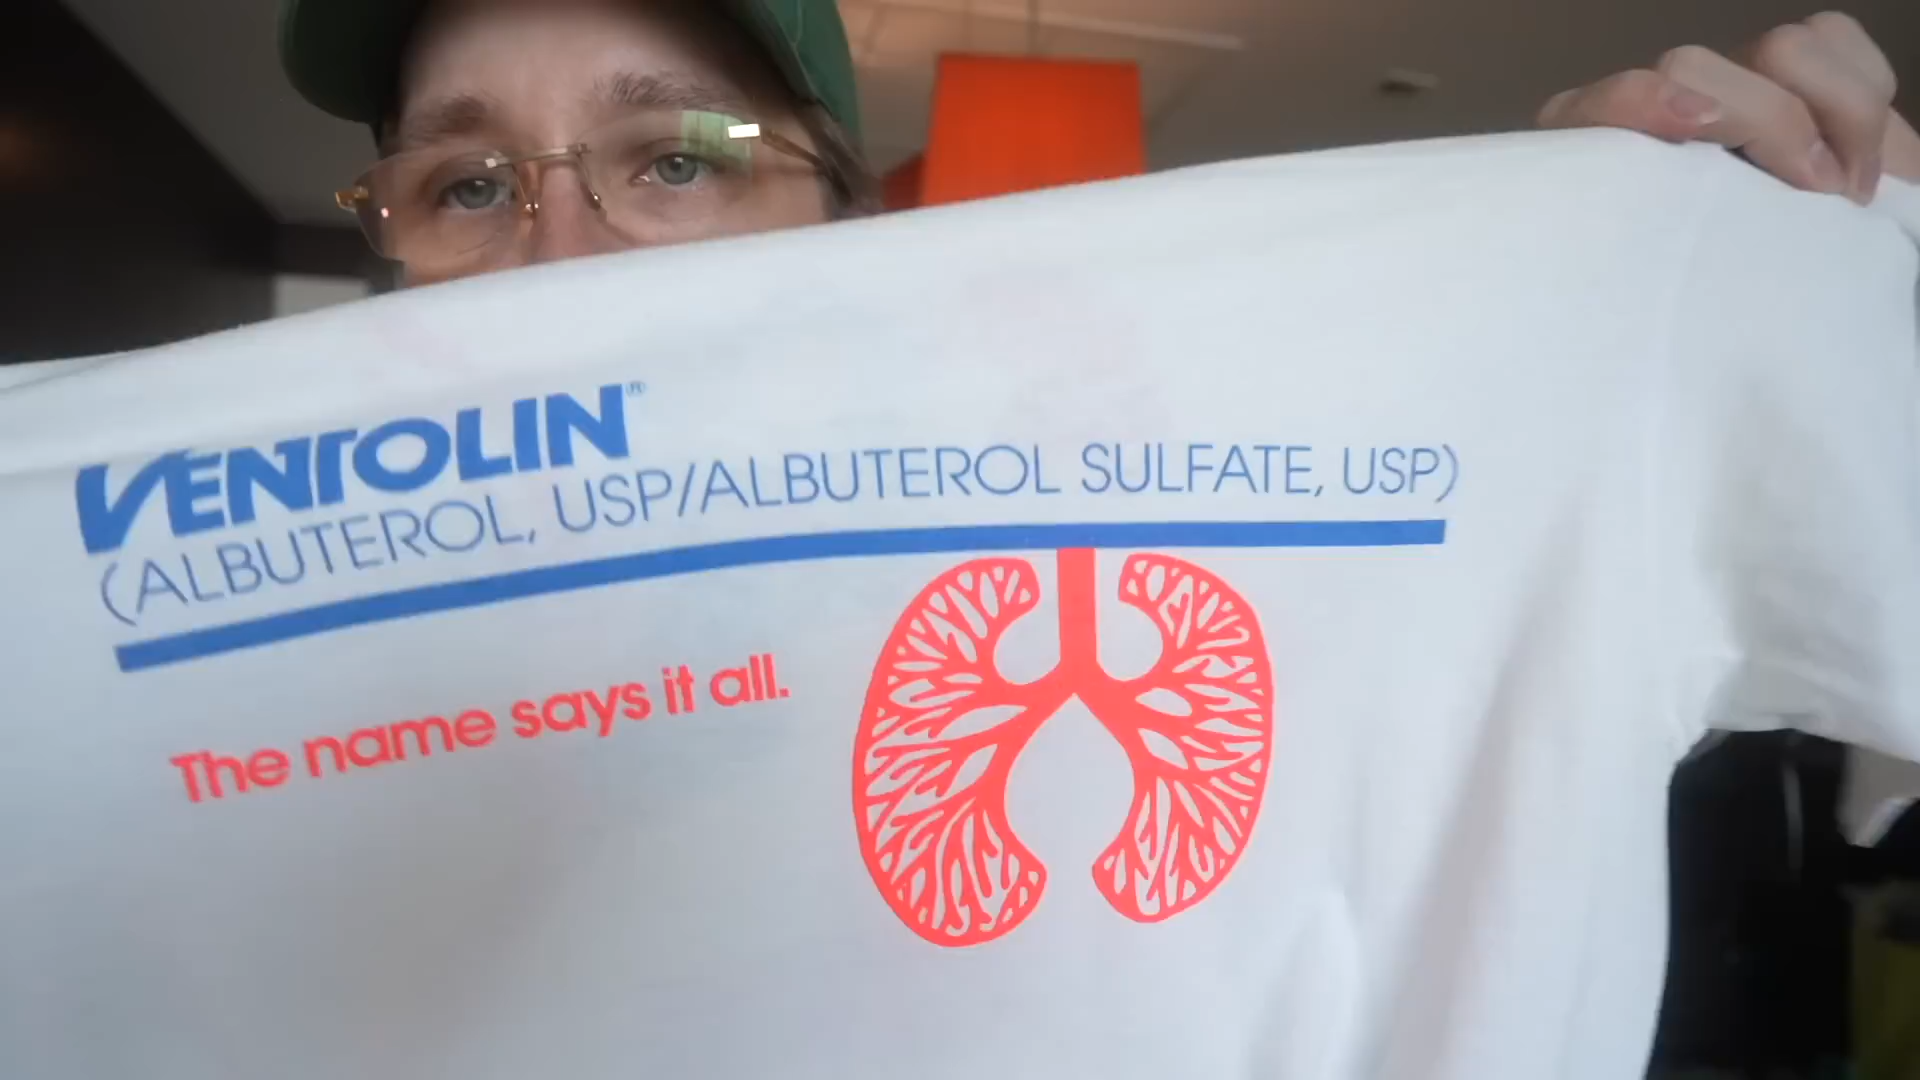 VENTOLIN®
(ALBUTEROL, USP/ALBUTEROL SULFATE, USP)
The name says it all.